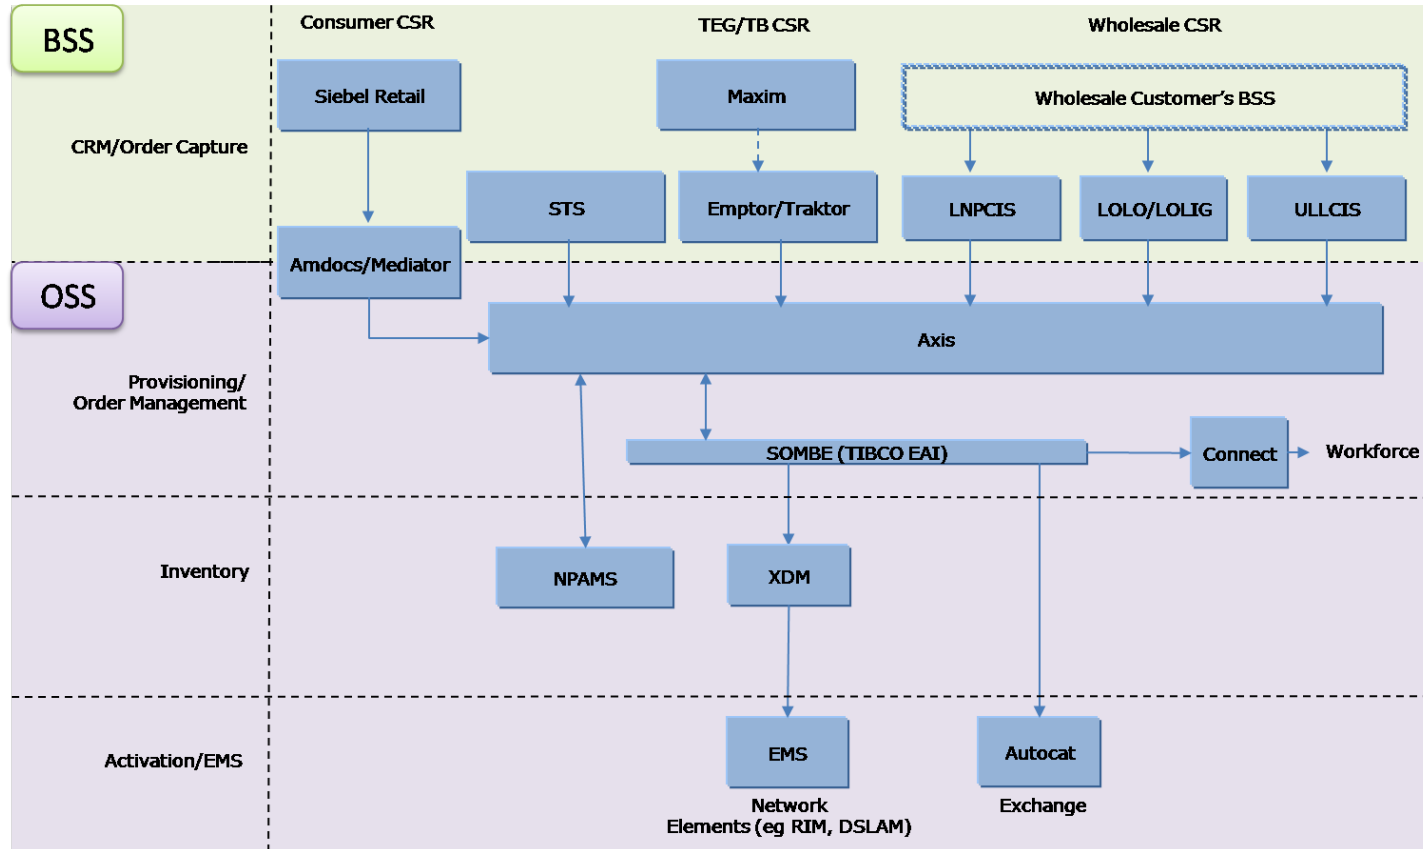 BSS
Consumer CSR
TEG/TB CSR
Wholesale CSR
Siebel Retail
Maxim
Wholesale Customer’s BSS
CRM/Order Capture
STS
Emptor/Traktor
LNPCIS
LOLO/LOLIG
ULLCIS
Amdocs/Mediator
OSS
Axis
Provisioning/
Order Management
SOMBE (TIBCO EAI)
Connect
Workforce
Inventory
NPAMS
XDM
Activation/EMS
EMS
Autocat
Network
Elements (eg RIM, DSLAM)
Exchange